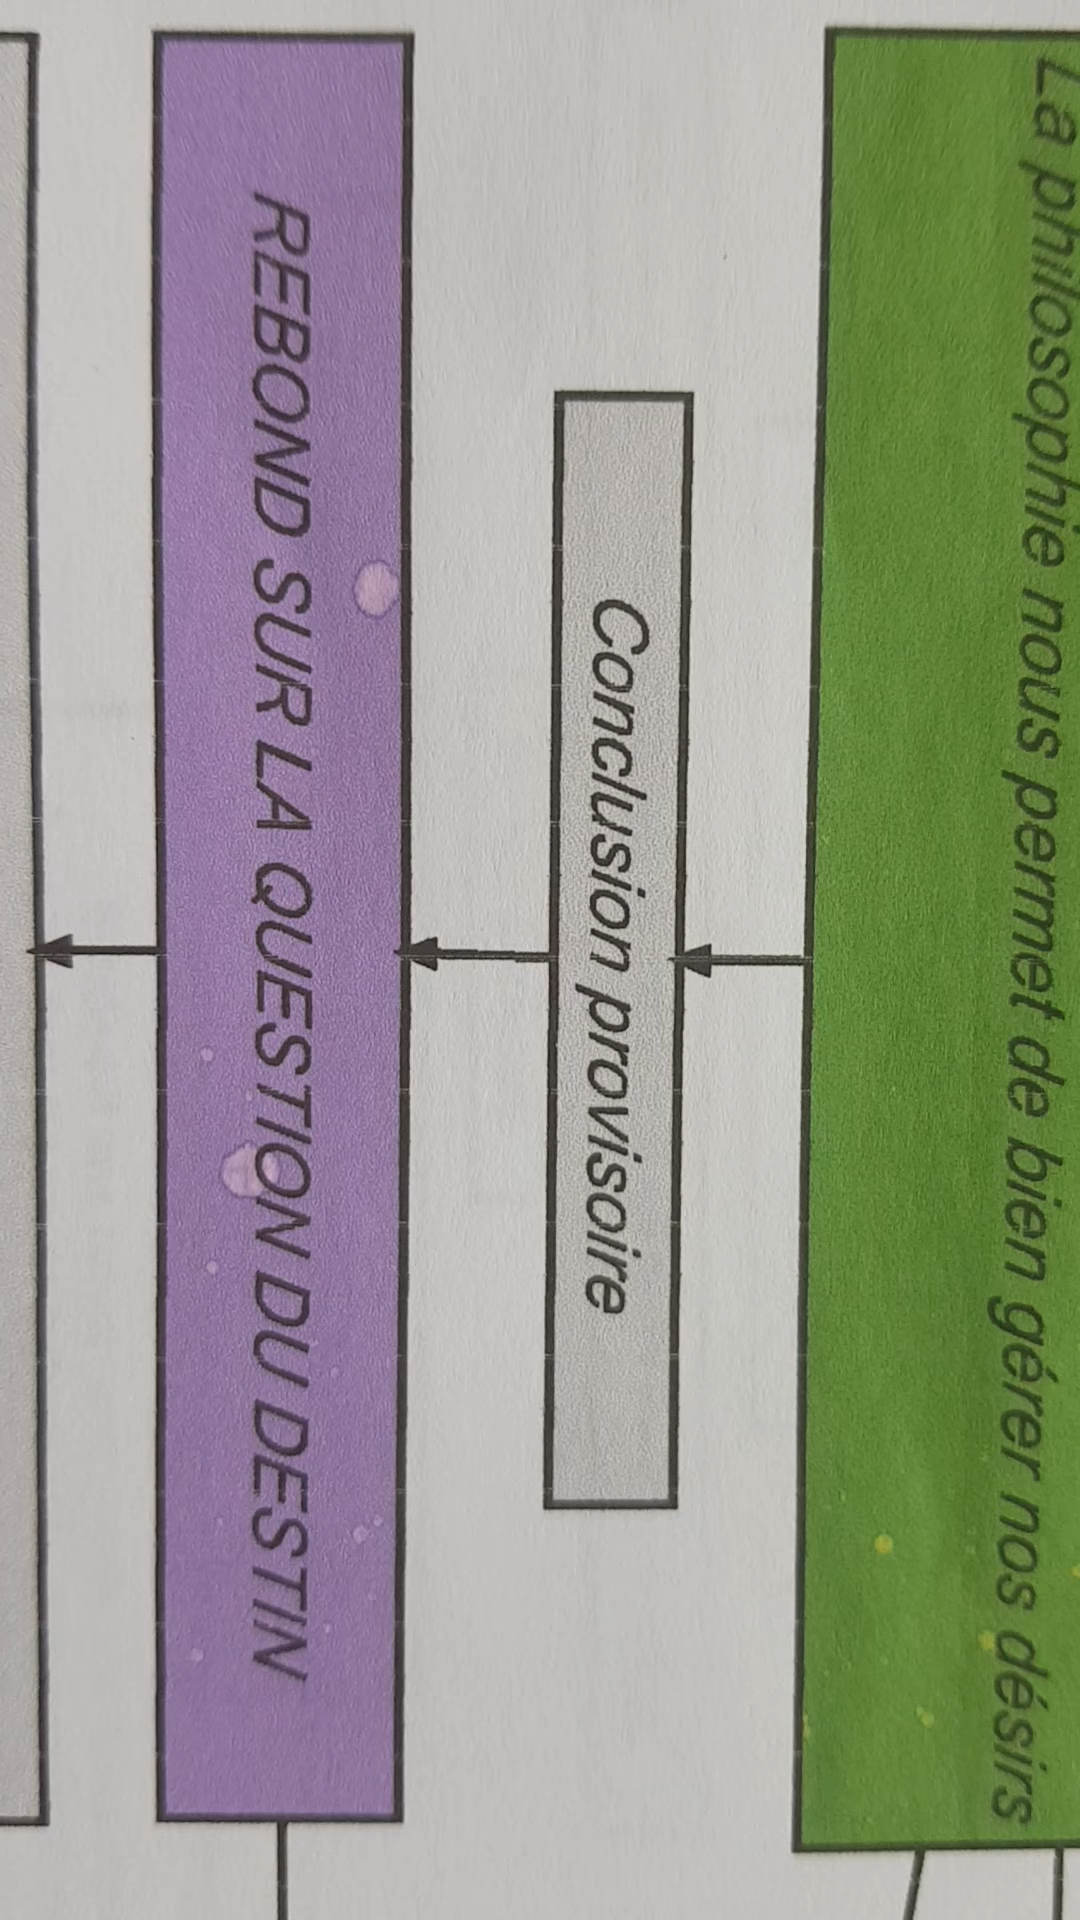 La philosophie nous permet de bien gérer nos désirs
Conclusion provisoire
REBOND SUR LA QUESTION DU DESTIN